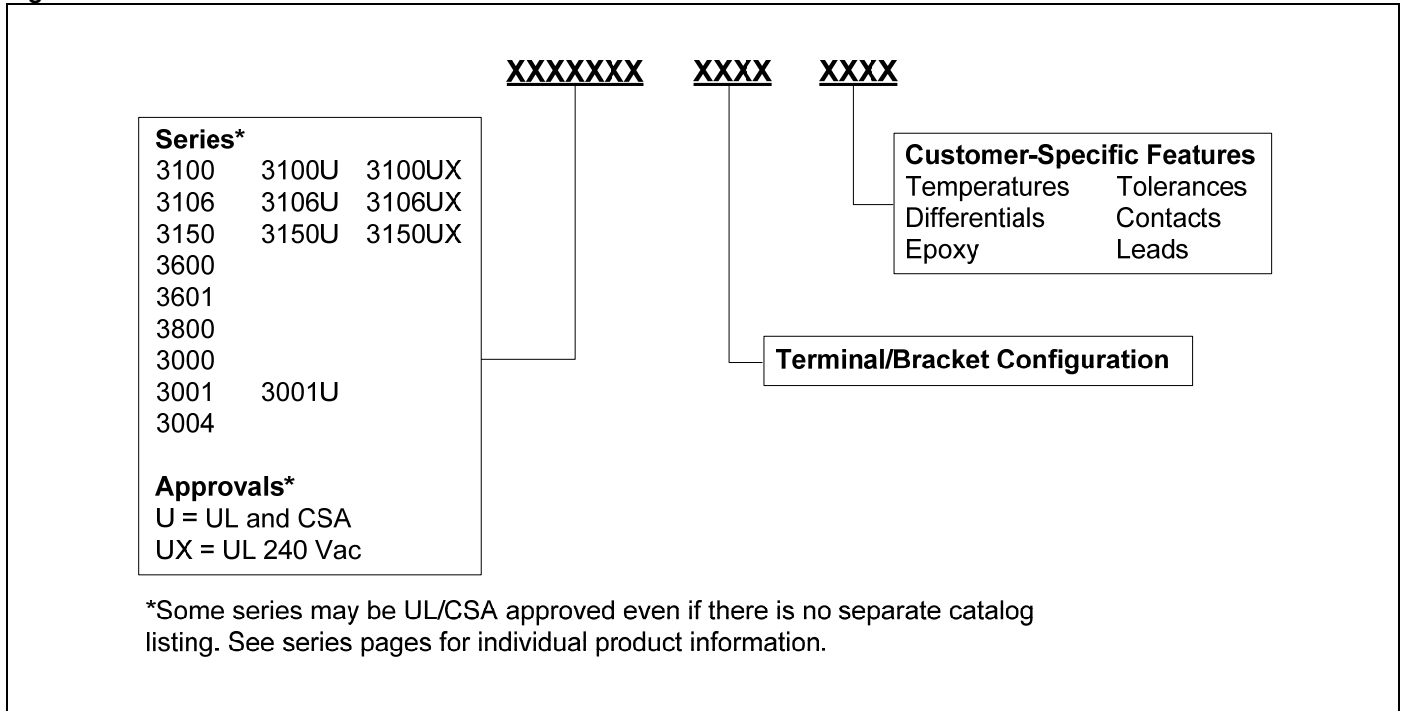 XXXXXXX XXXX XXXX
Series*
3100 3100U 3100UX
3106 3106U 3106UX
3150 3150U 3150UX
3600
3601
3800
3000
3001 3001U
3004
Approvals*
U = UL and CSA
UX = UL 240 Vac
Customer-Specific Features
Temperatures Tolerances
Differentials Contacts
Epoxy Leads
Terminal/Bracket Configuration
*Some series may be UL/CSA approved even if there is no separate catalog
listing. See series pages for individual product information.